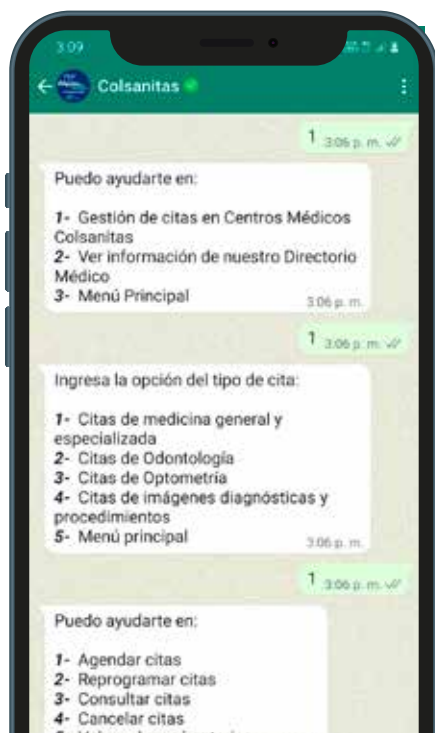 3:09
Colsanitas
1 3:06 p. m.
Puedo ayudarte en:
1- Gestión de citas en Centros Médicos
Colsanitas
2- Ver información de nuestro Directorio
Médico
3- Menú Principal
3:06 p. m.
1 3:06 p. m.
Ingresa la opción del tipo de cita:
1- Citas de medicina general y
especializada
2- Citas de Odontología
3- Citas de Optometría
4- Citas de imágenes diagnósticas y
procedimientos
5- Menú principal
3:06 p. m.
1 3:06 p. m.
Puedo ayudarte en:
1- Agendar citas
2- Reprogramar citas
3- Consultar citas
4- Cancelar citas